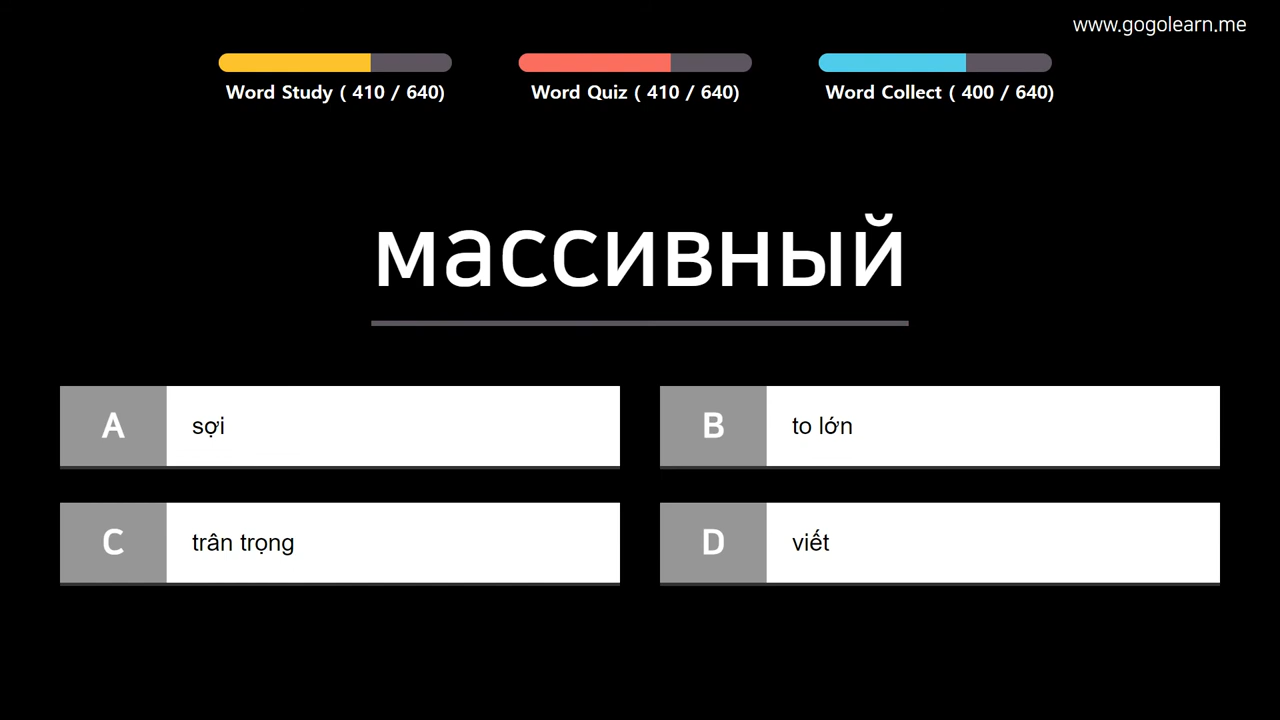 www.gogolearn.me
Word Study ( 410 / 640)
Word Quiz ( 410 / 640)
Word Collect ( 400 / 640)
массивный
A
sợi
B
to lớn
C
trân trọng
D
viết